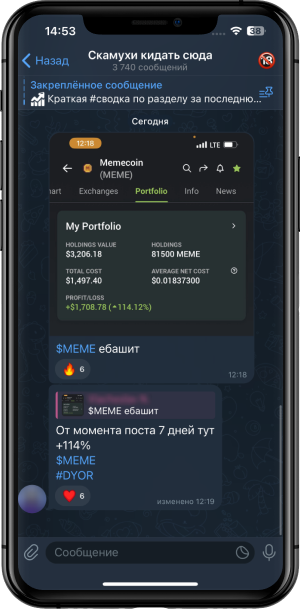 14:53
38
Назад
Скамухи кидать сюда
3 740 сообщений
18
Закреплённое сообщение
Краткая #сводка по разделу за последню...
Сегодня
12:18
LTE
Memecoin
(MEME)
art Exchanges Portfolio Info News
My Portfolio
HOLDINGS VALUE HOLDINGS
$3,206.18 81500 MEME
TOTAL COST AVERAGE NET COST
$1,497.40 $0.01837300
PROFIT/LOSS
+$1,708.78 (+114.12%)
$MEME ебашит
6
12:18
$MEME ебашит
От момента поста 7 дней тут
+114%
$MEME
#DYOR
6
изменено 12:19
Сообщение